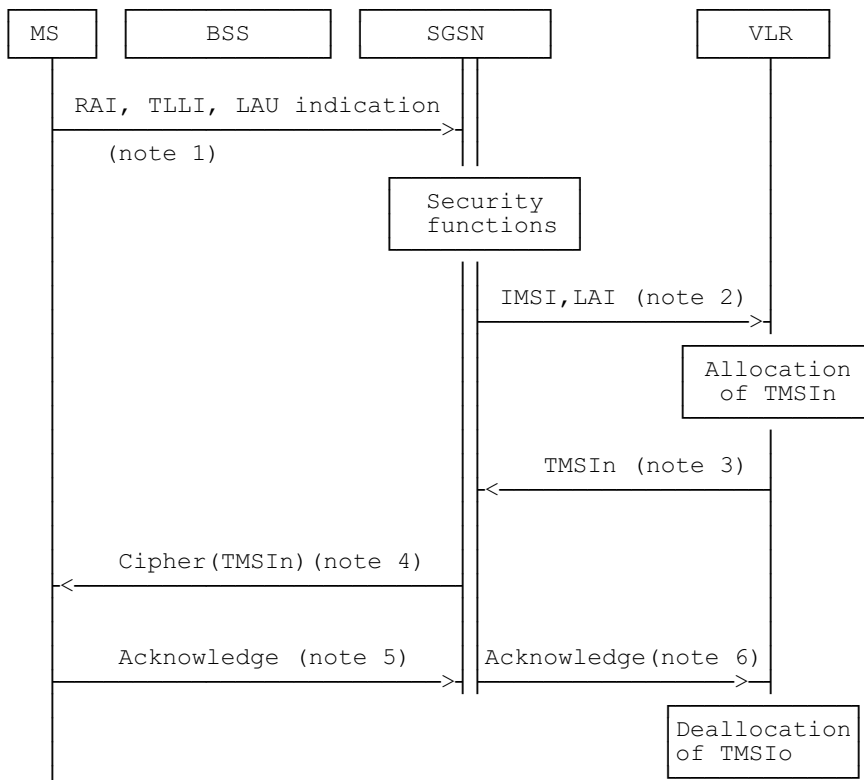 MS
BSS
SGSN
VLR
RAI, TLLI, LAU indication
(note 1)
Security
functions
IMSI,LAI (note 2)
Allocation
of TMSIn
TMSIn (note 3)
Cipher(TMSIn)(note 4)
Acknowledge (note 5)
Acknowledge(note 6)
Deallocation
of TMSIo